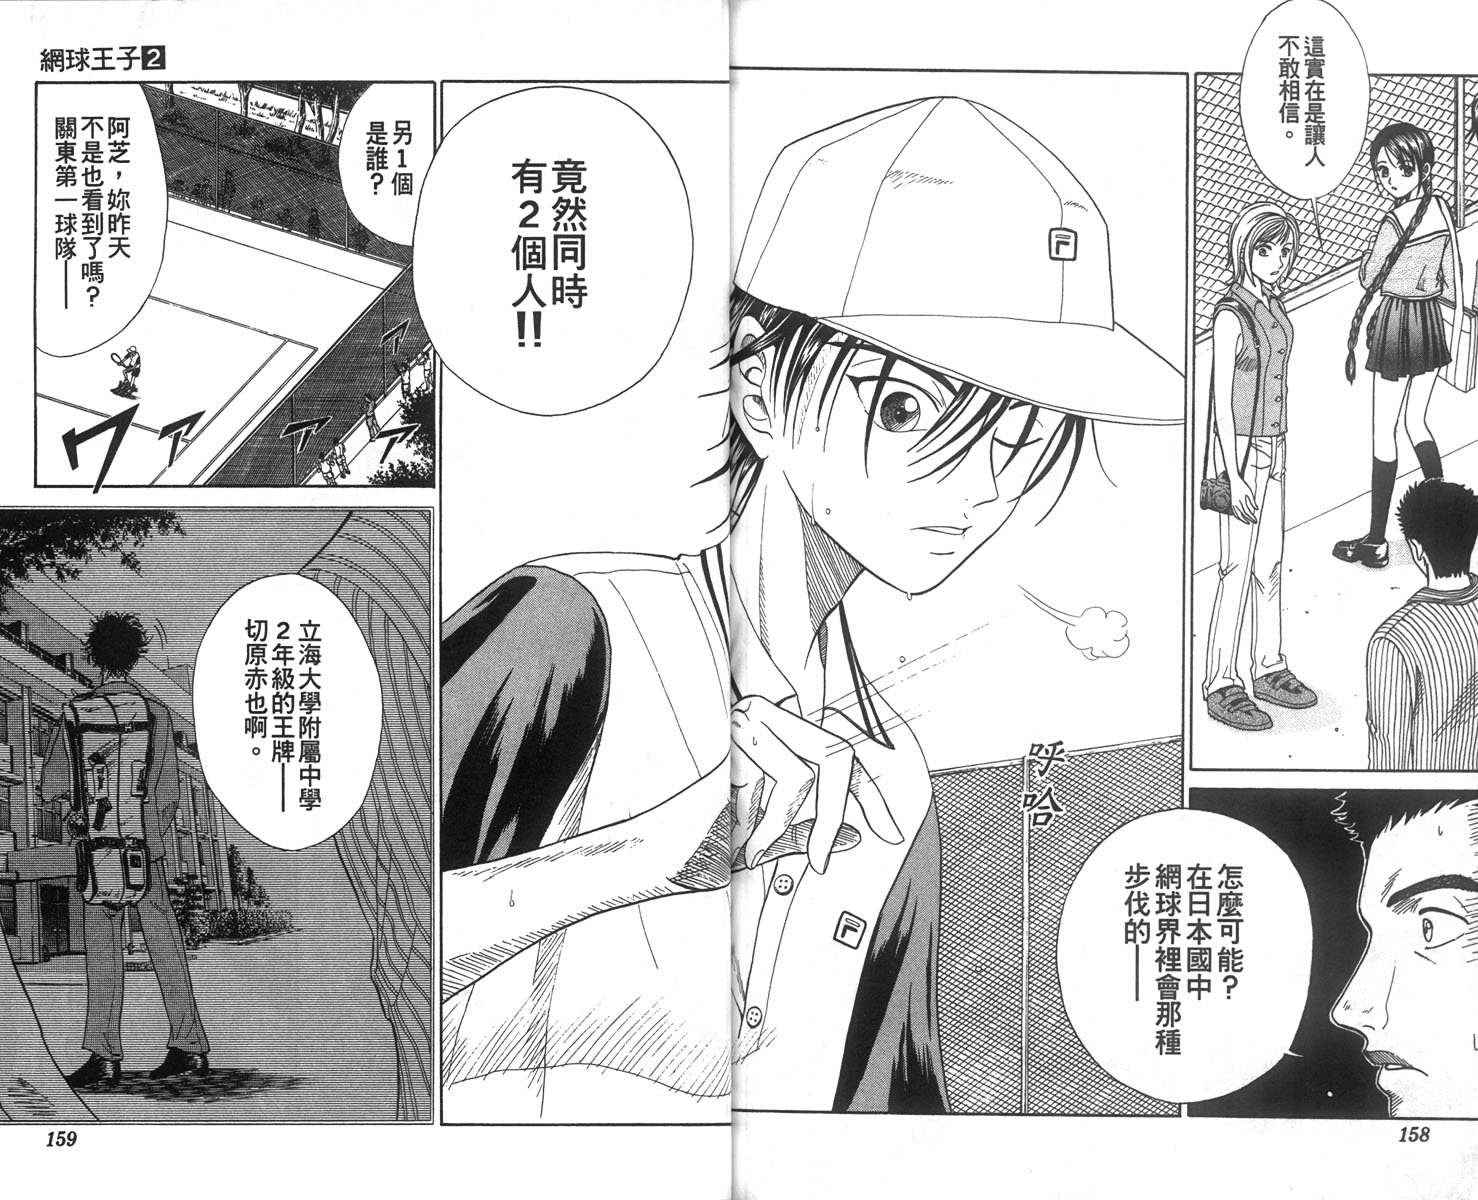 這實在是讓人
不敢相信。
怎麼可能？
在日本國中
網球界裡會那種
步伐的——
呼
哈
158
竟然同時
有2個人!!
網球王子2
另1個
是誰？
阿芝，妳昨天
不是也看到了嗎？
關東第一球隊——
ワァァァ
立海大學附屬中學
2年級的王牌——
切原赤也啊。
159